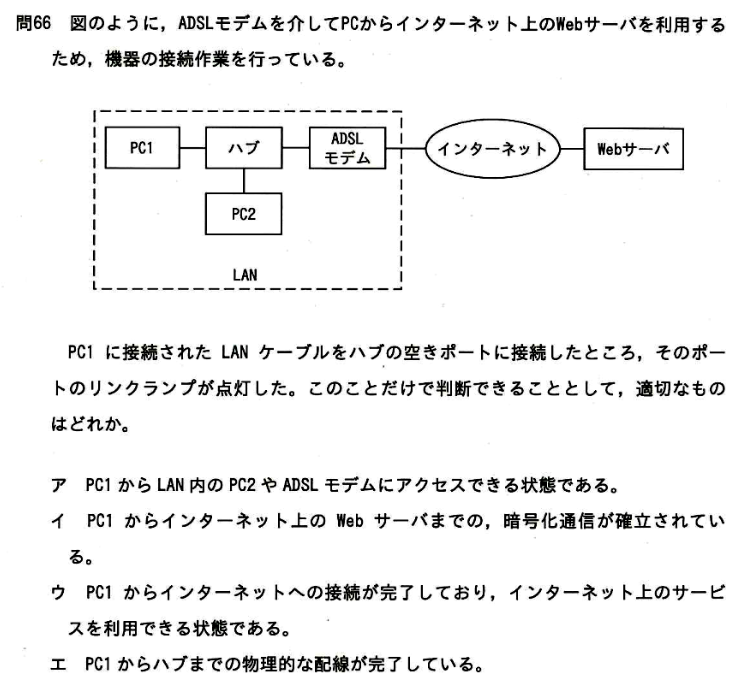 問66 図のように，ADSLモデムを介してPCからインターネット上のWebサーバを利用する
ため，機器の接続作業を行っている。
PC1
ハブ
ADSL
モデム
インターネット
Webサーバ
PC2
LAN
PC1 に接続された LAN ケーブルをハブの空きポートに接続したところ，そのポー
トのリンクランプが点灯した。このことだけで判断できることとして，適切なもの
はどれか。
ア PC1 から LAN 内の PC2 や ADSL モデムにアクセスできる状態である。
イ PC1 からインターネット上の Web サーバまでの，暗号化通信が確立されてい
る。
ウ PC1 からインターネットへの接続が完了しており，インターネット上のサービ
スを利用できる状態である。
エ PC1 からハブまでの物理的な配線が完了している。